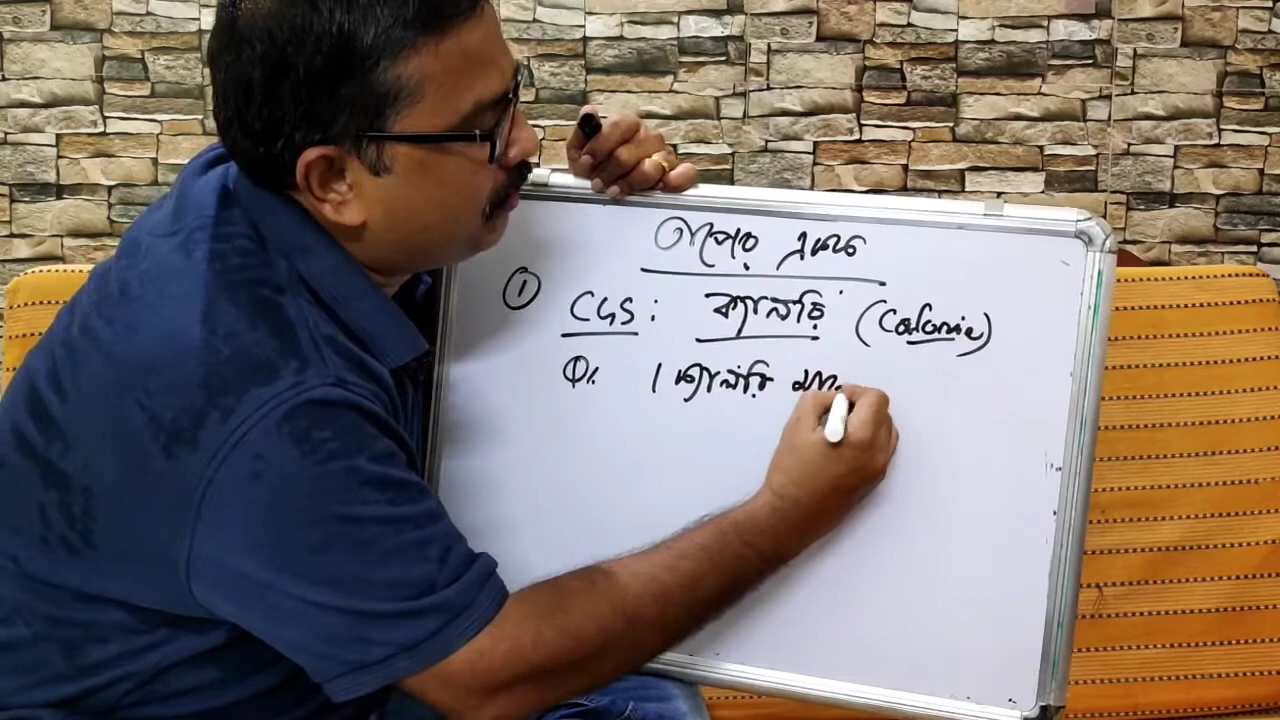 তাপের একক
① CGS: ক্যালরি (Calorie)
Q. 1 ক্যালরি